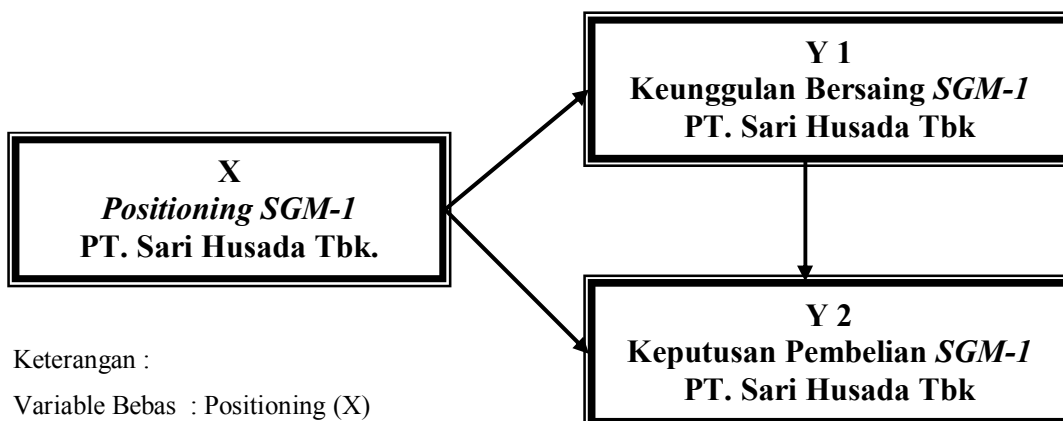 Y 1
Keunggulan Bersaing SGM-1
PT. Sari Husada Tbk
X
Positioning SGM-1
PT. Sari Husada Tbk.
Y 2
Keputusan Pembelian SGM-1
PT. Sari Husada Tbk
Keterangan :
Variable Bebas : Positioning (X)